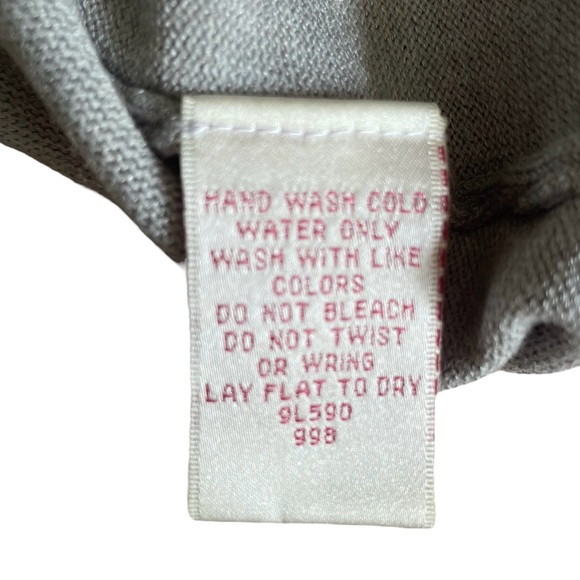 HAND WASH COLD
WATER ONLY
WASH WITH LIKE
COLORS
DO NOT BLEACH
DO NOT TWIST
OR WRING
LAY FLAT TO DRY
9L590
998